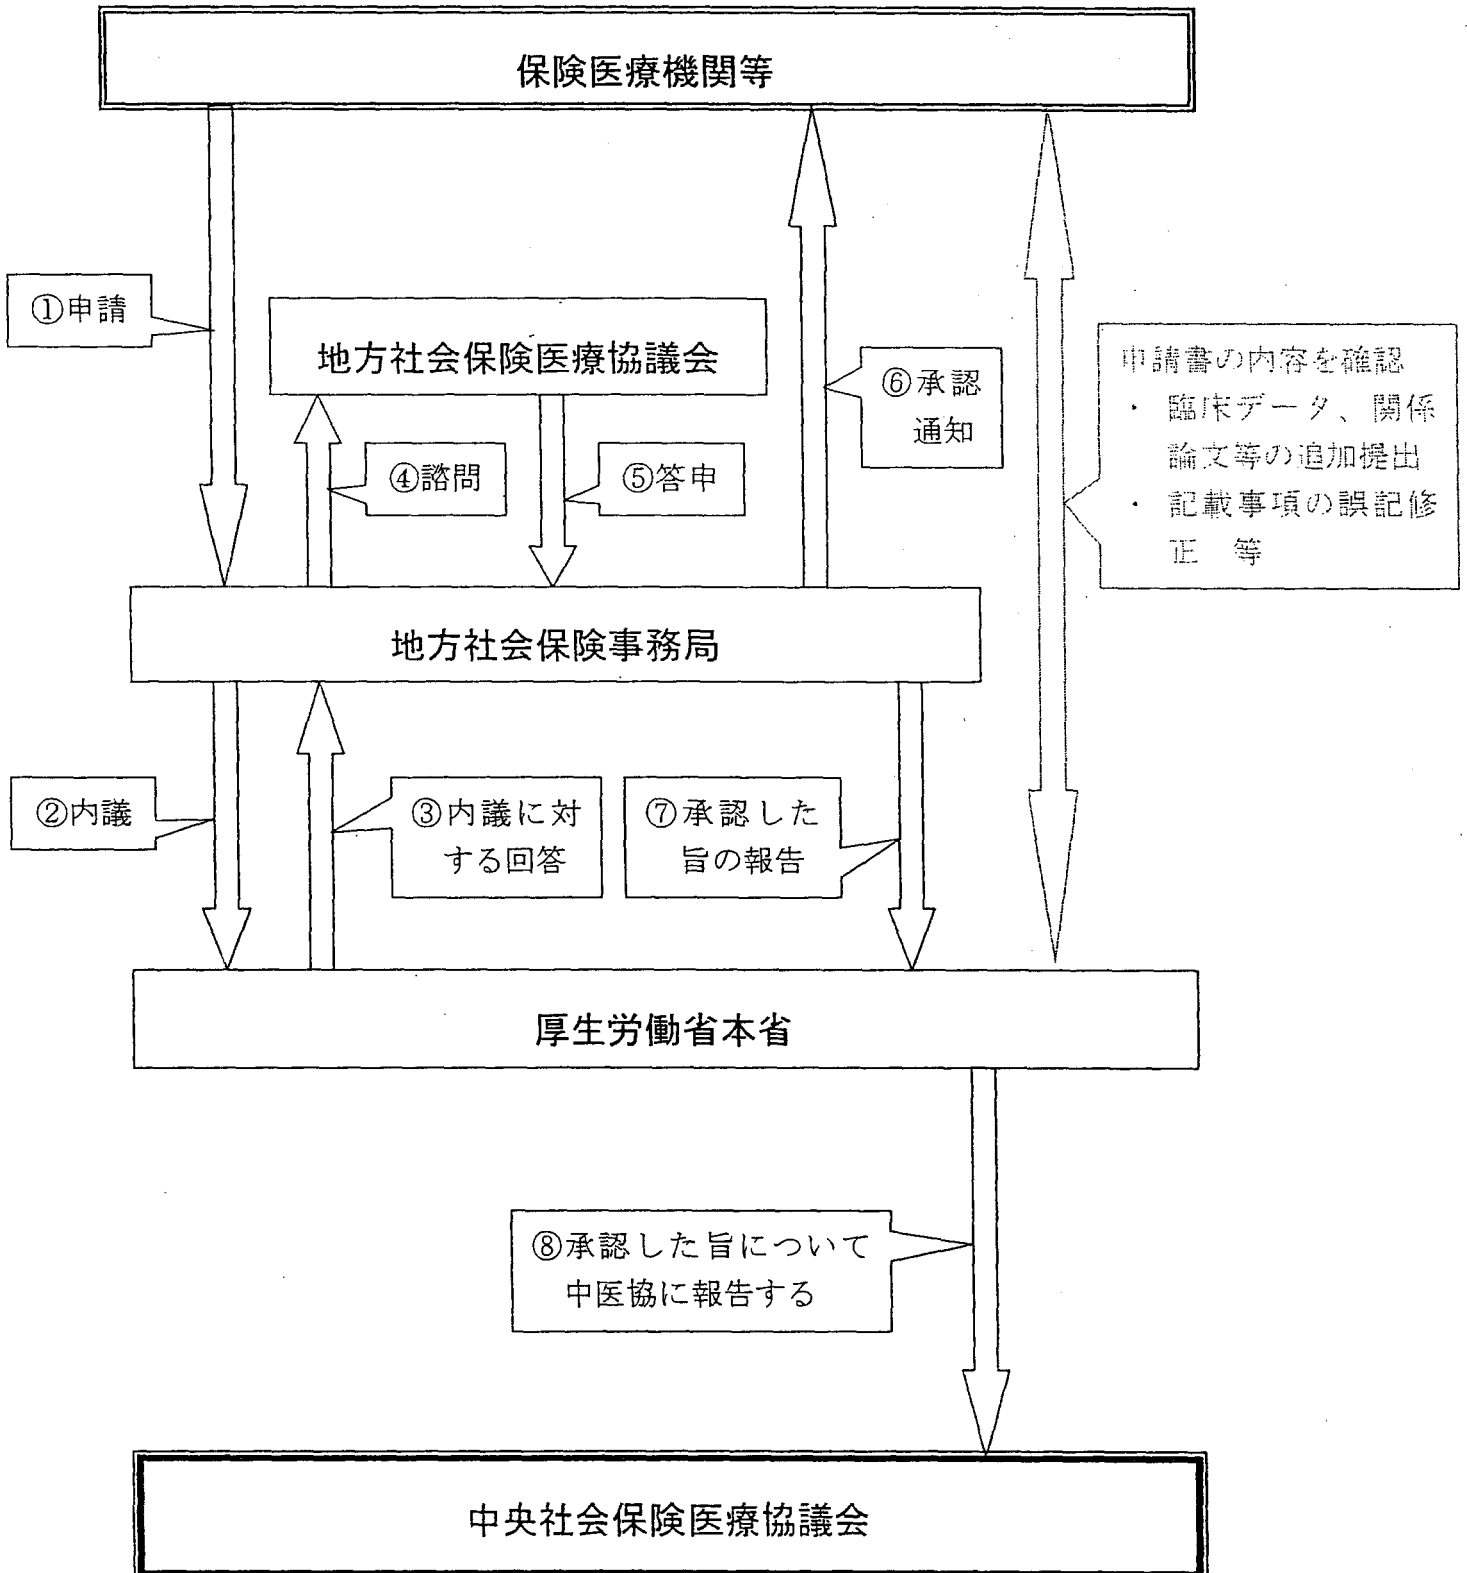 保険医療機関等
①申請
地方社会保険医療協議会
④諮問
⑤答申
⑥承認
通知
申請書の内容を確認
・ 臨床データ、関係
論文等の追加提出
・ 記載事項の誤記修
正 等
地方社会保険事務局
②内議
③内議に対
する回答
⑦承認した
旨の報告
厚生労働省本省
⑧承認した旨について
中医協に報告する
中央社会保険医療協議会